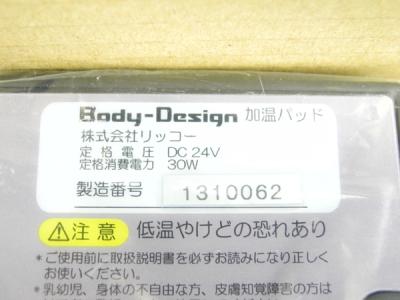 Body-Design 加温パッド
株式会社リッコー
定格電圧 DC 24V
定格消費電力 30W
製造番号 1310062
⚠注意 低温やけどの恐れあり
*ご使用前に取扱説明書を必ずお読みになり正しく
お使いください。
*乳幼児、身体の不自由な方、皮膚知覚障害の方は